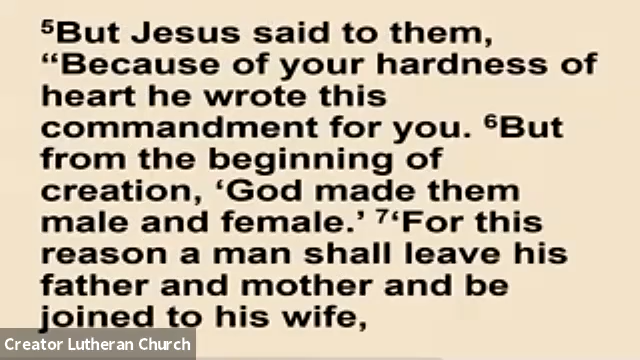 ⁵But Jesus said to them,
“Because of your hardness of
heart he wrote this
commandment for you. ⁶But
from the beginning of
creation, ‘God made them
male and female.’ ⁷‘For this
reason a man shall leave his
father and mother and be
joined to his wife,
Creator Lutheran Church